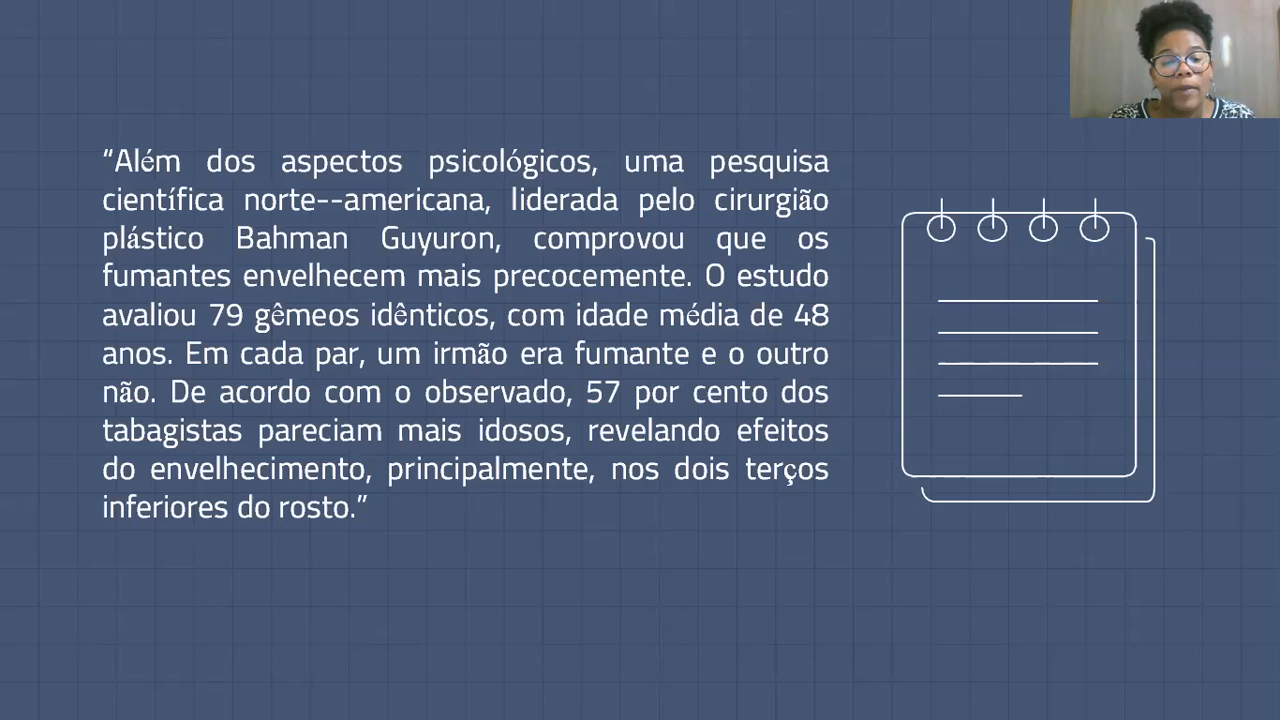 “Além dos aspectos psicológicos, uma pesquisa
científica norte--americana, liderada pelo cirurgião
plástico Bahman Guyuron, comprovou que os
fumantes envelhecem mais precocemente. O estudo
avaliou 79 gêmeos idênticos, com idade média de 48
anos. Em cada par, um irmão era fumante e o outro
não. De acordo com o observado, 57 por cento dos
tabagistas pareciam mais idosos, revelando efeitos
do envelhecimento, principalmente, nos dois terços
inferiores do rosto.”